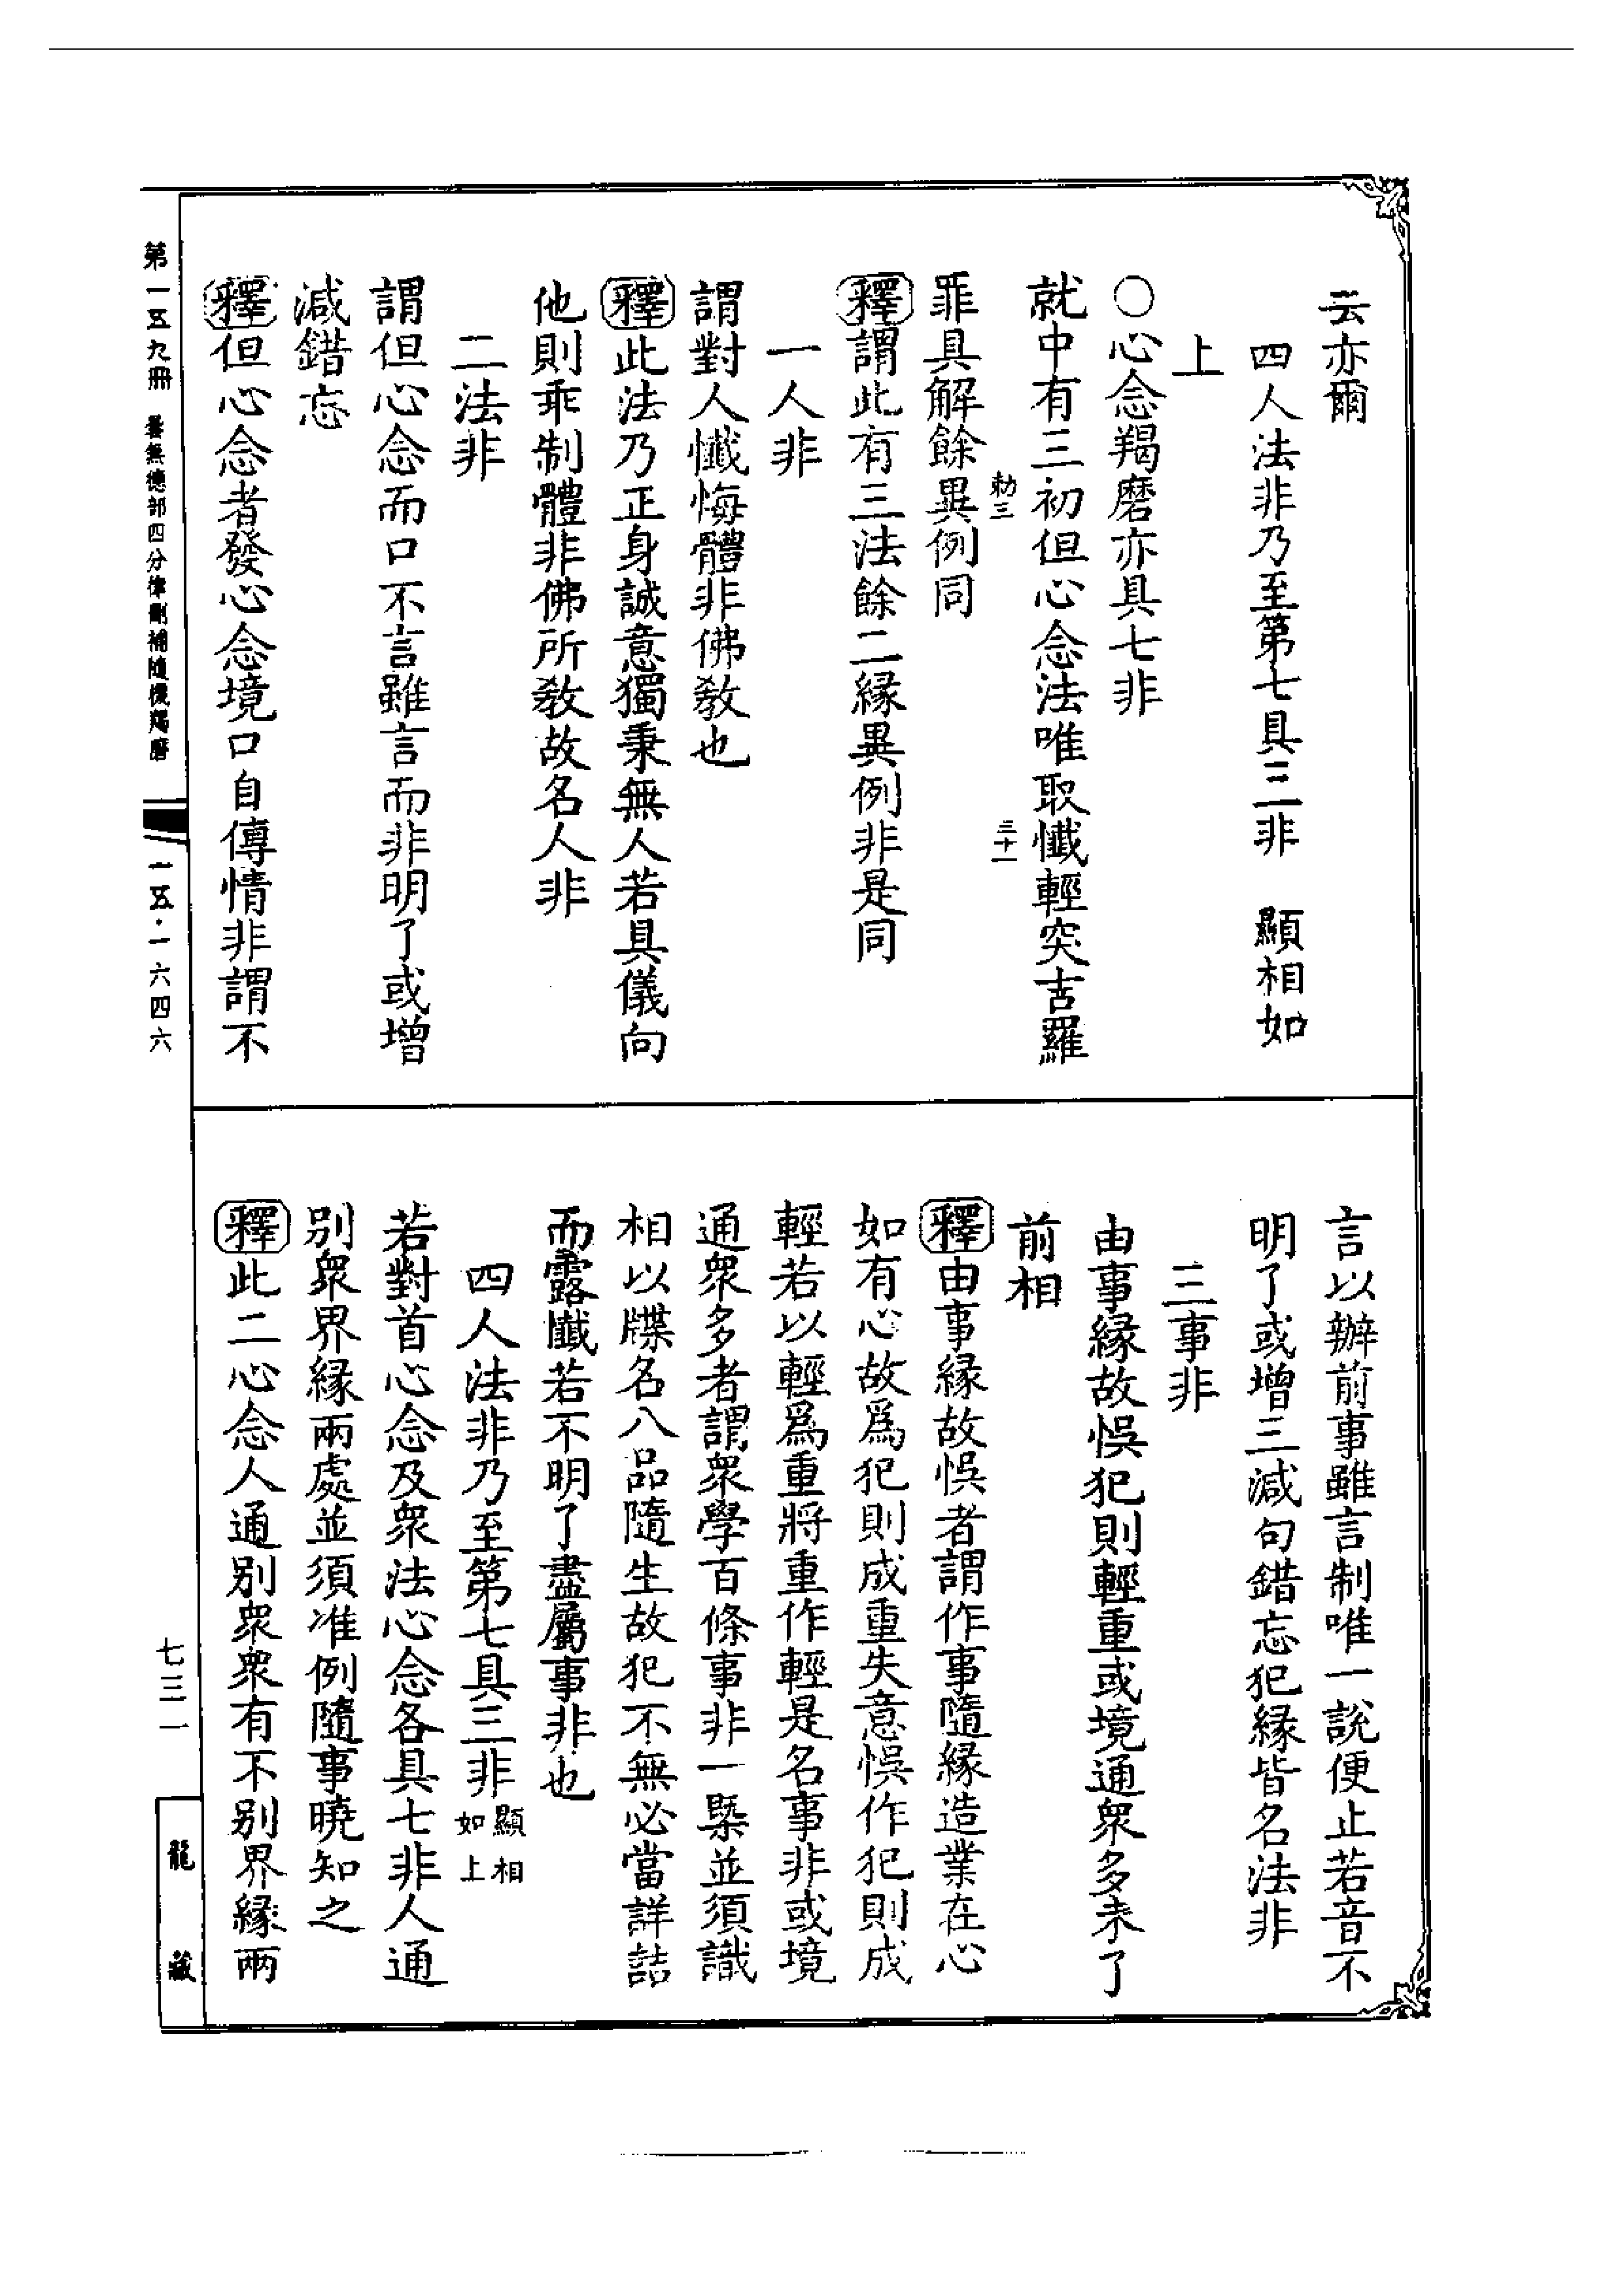 云亦爾
四人法非乃至第七具三非　顯相如
上
○心念羯磨亦具七非
就中有三初但心念法唯取懺輕突吉羅
勅三　三十一
罪具解餘異例同
釋謂此有三法餘二緣異例非是同
一人非
謂對人懺悔體非佛教也
釋此法乃正身誠意獨秉無人若具儀向
他則乖制體非佛所教故名人非
二法非
謂但心念而口不言雖言而非明了或增
減錯忘
釋但心念者發心念境口自傳情非謂不
言以辦前事雖言制唯一說便止若音不
明了或增三減句錯忘犯緣皆名法非
三事非
由事緣故悞犯則輕重或境通衆多未了
前相
釋由事緣故悞者謂作事隨緣造業在心
如有心故為犯則成重失意悞作犯則成
輕若以輕為重將重作輕是名事非或境
通衆多者謂衆學百條事非一槩並須識
相以牒名八品隨生故犯不無必當詳詰
而露懺若不明了盡屬事非也
四人法非乃至第七具三非顯相如上
若對首心念及衆法心念各具七非人通
別衆界緣兩處並須准例隨事曉知之
釋此二心念人通別衆衆有不別界緣兩
第一五九冊　曇無德部四分律刪補隨機羯磨　一五·一六四六
七三一
龍藏